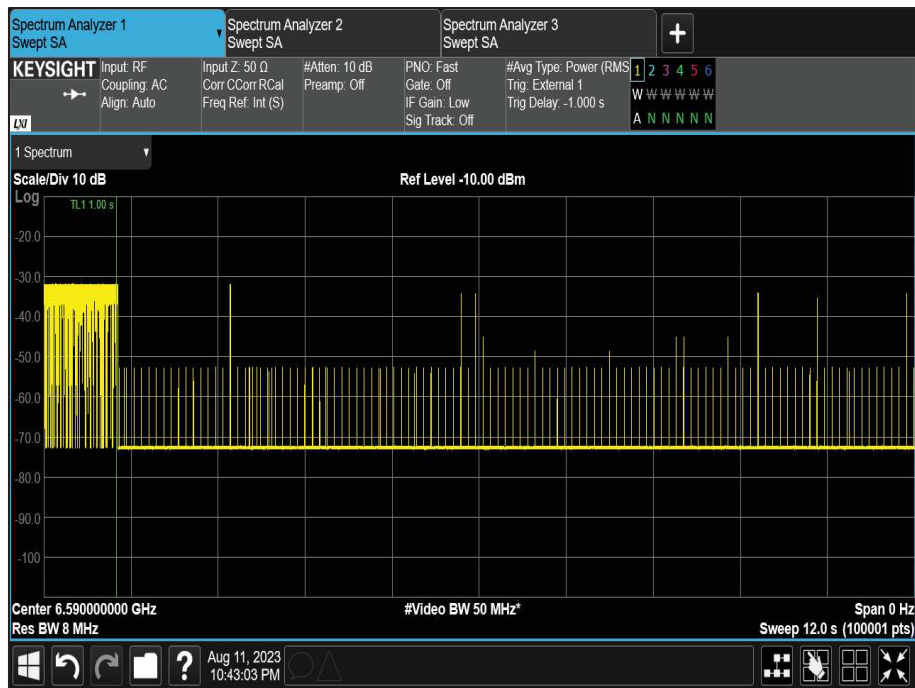 Spectrum Analyzer 1
Swept SA
Spectrum Analyzer 2
Swept SA
Spectrum Analyzer 3
Swept SA
+
KEYSIGHT
LXI
Input: RF
Coupling: AC
Align: Auto
Input Z: 50 Ω
Corr CCorr RCal
Freq Ref: Int (S)
#Atten: 10 dB
Preamp: Off
PNO: Fast
Gate: Off
IF Gain: Low
Sig Track: Off
#Avg Type: Power (RMS
Trig: External 1
Trig Delay: -1.000 s
1 2 3 4 5 6
W W W W W W
A N N N N N
1 Spectrum
Scale/Div 10 dB
Ref Level -10.00 dBm
Log
TL1 1.00 s
-20.0
-30.0
-40.0
-50.0
-60.0
-70.0
-80.0
-90.0
-100
Center 6.590000000 GHz
#Video BW 50 MHz*
Span 0 Hz
Res BW 8 MHz
Sweep 12.0 s (100001 pts)
?
Aug 11, 2023
10:43:03 PM